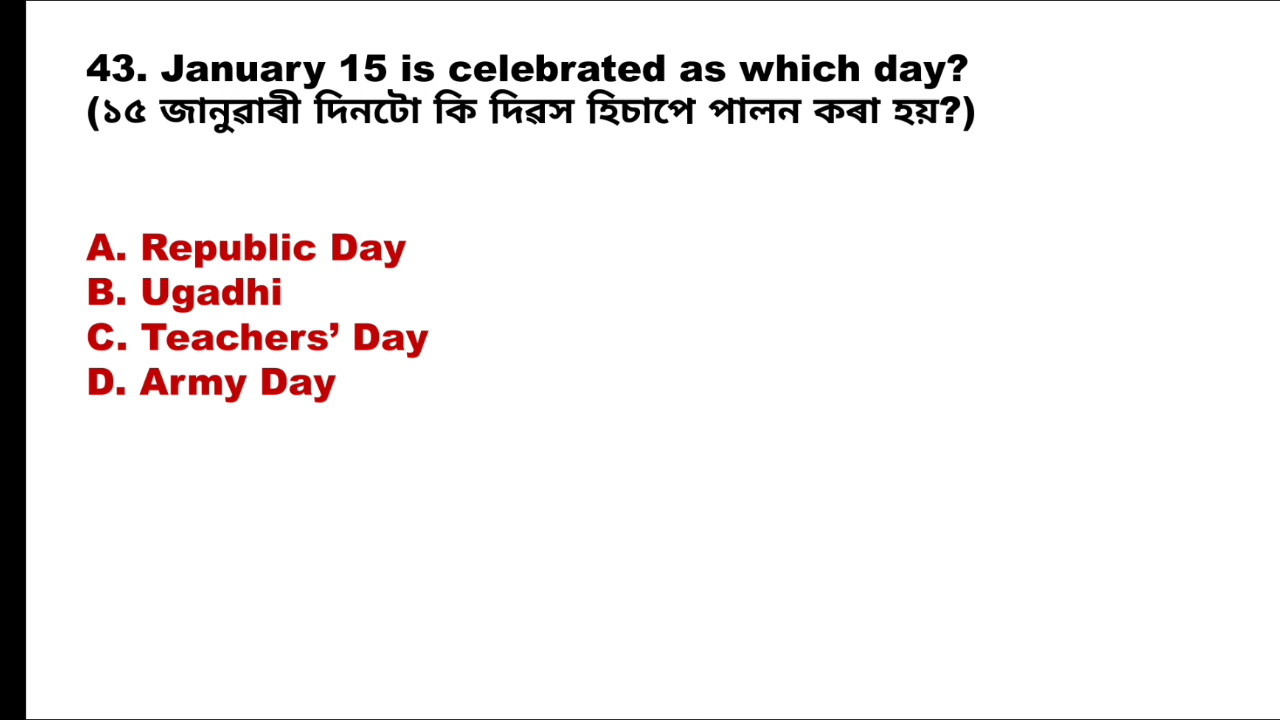 43. January 15 is celebrated as which day?
(১৫ জানুৱাৰী দিনটো কি দিৱস হিচাপে পালন কৰা হয়?)
A. Republic Day
B. Ugadhi
C. Teachers’ Day
D. Army Day